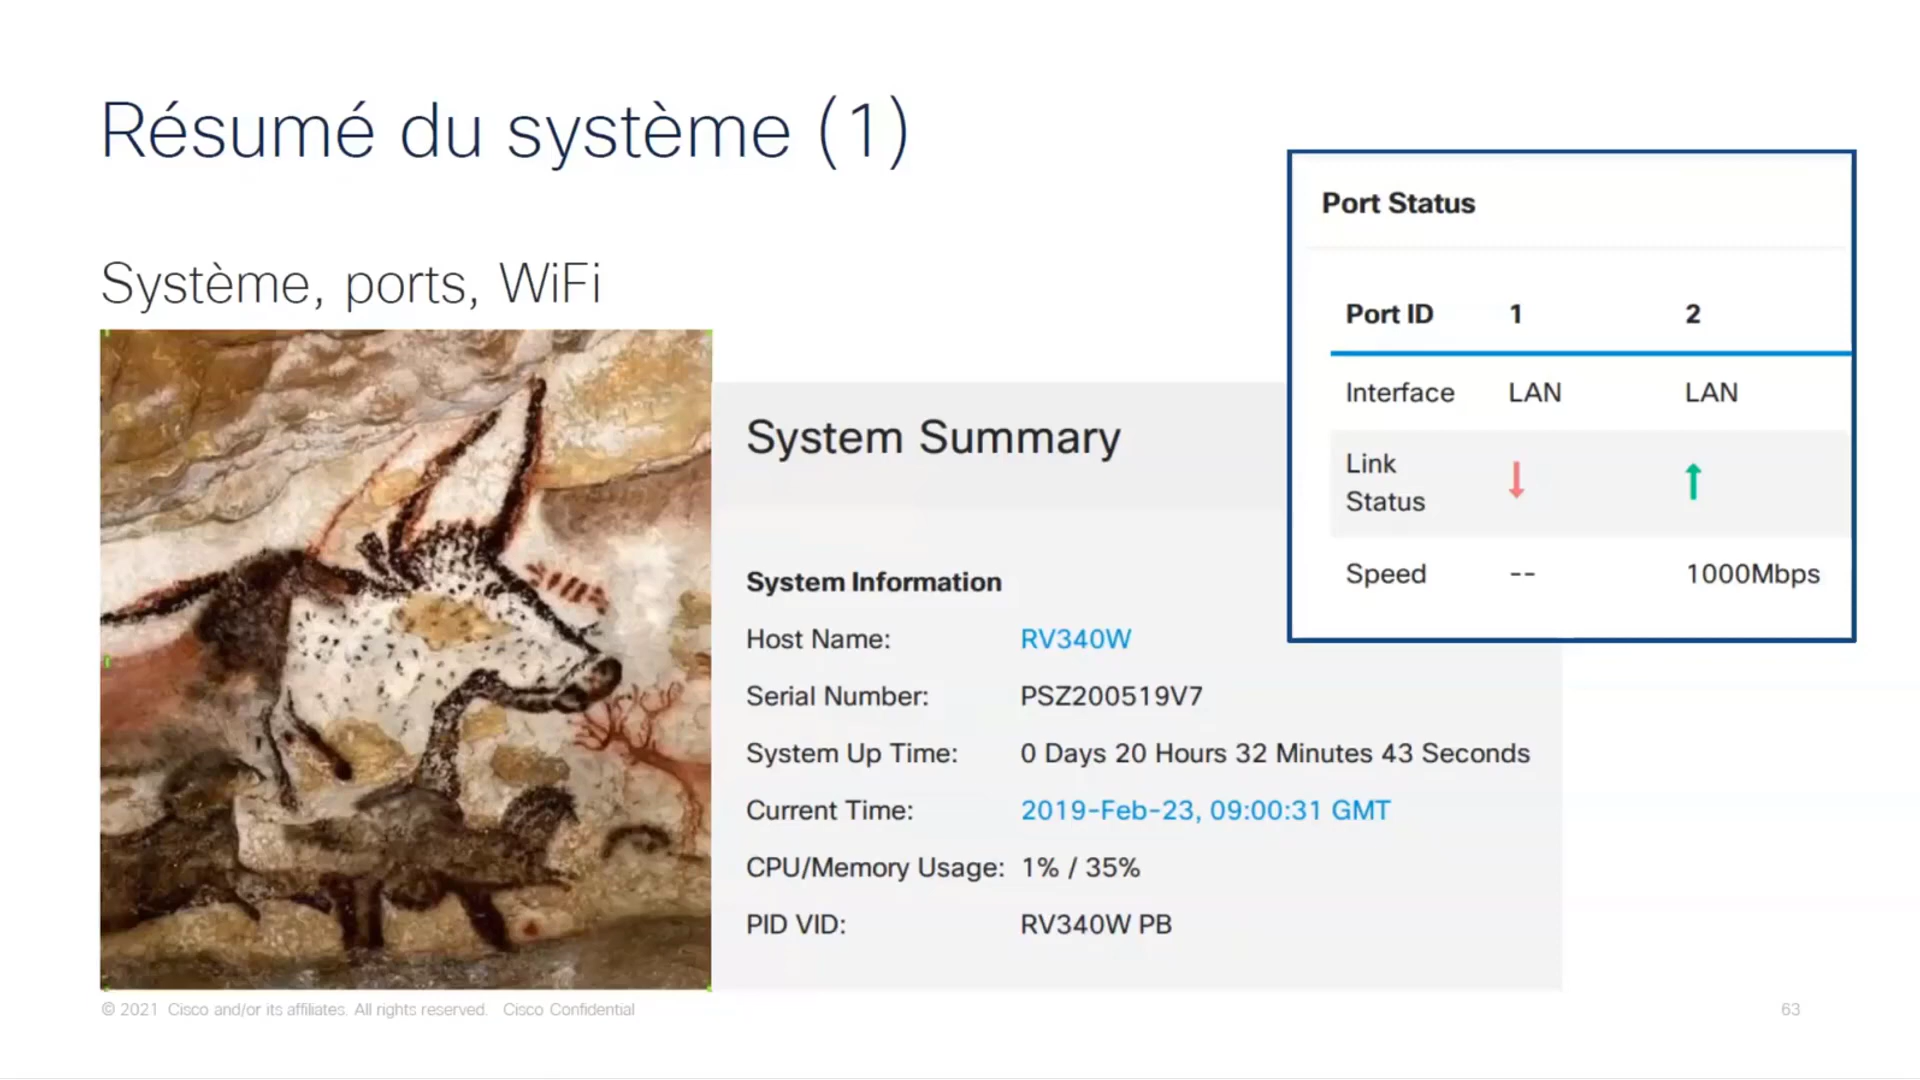 Résumé du système (1)
Système, ports, WiFi
System Summary
System Information
Host Name: RV340W
Serial Number: PSZ200519V7
System Up Time: 0 Days 20 Hours 32 Minutes 43 Seconds
Current Time: 2019-Feb-23, 09:00:31 GMT
CPU/Memory Usage: 1% / 35%
PID VID: RV340W PB
Port Status
Port ID 1 2
Interface LAN LAN
Link
Status
Speed -- 1000Mbps
© 2021 Cisco and/or its affiliates. All rights reserved. Cisco Confidential
63